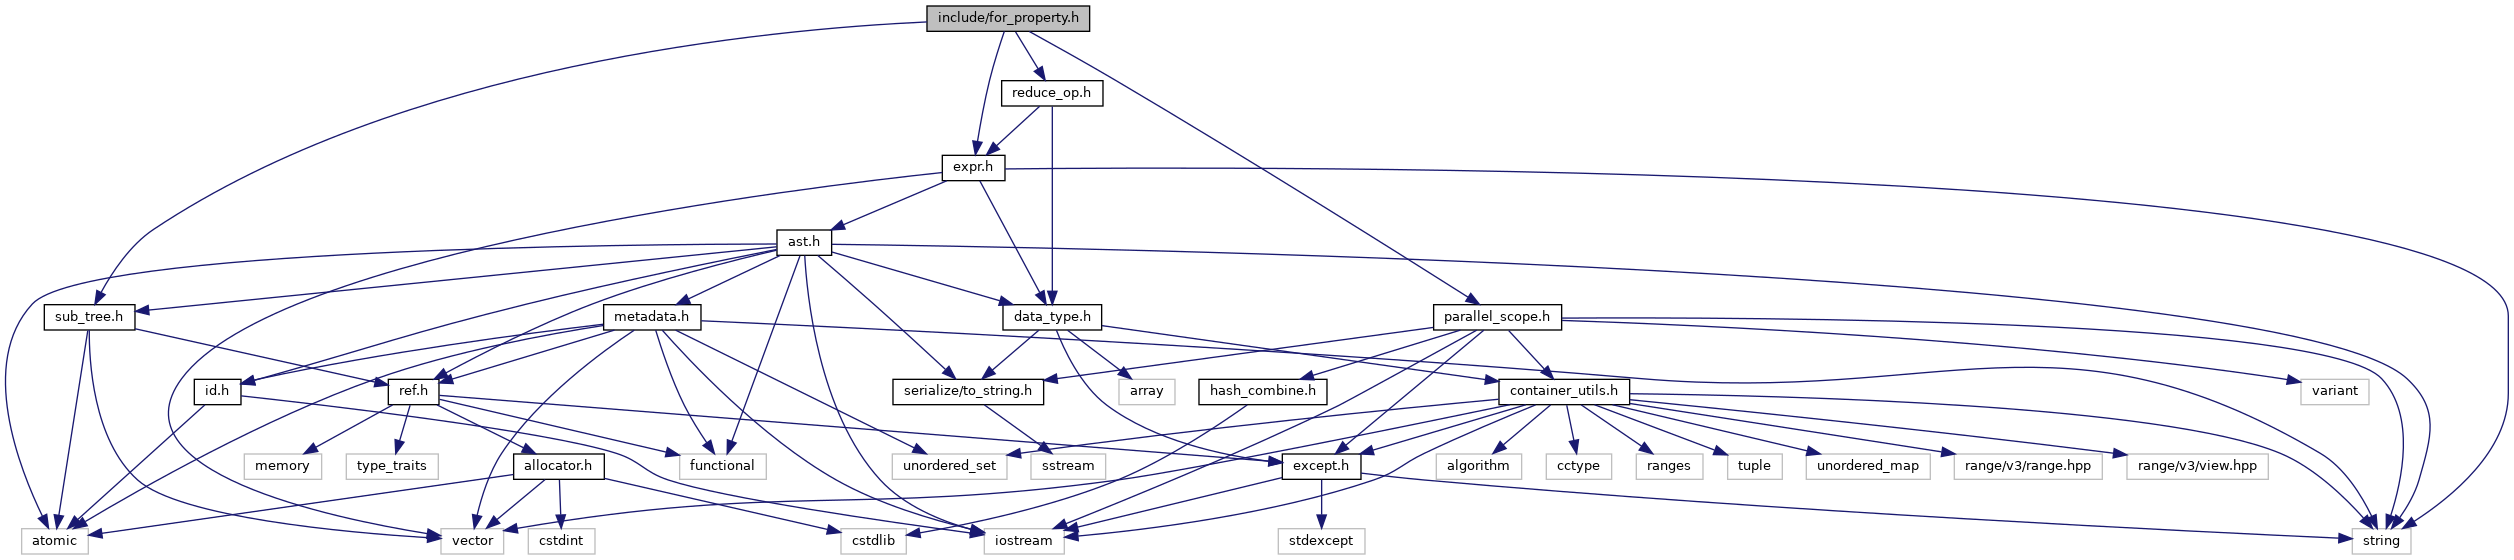 include/for_property.h
reduce_op.h
expr.h
ast.h
sub_tree.h
metadata.h
data_type.h
parallel_scope.h
id.h
ref.h
serialize/to_string.h
array
hash_combine.h
container_utils.h
variant
memory
type_traits
allocator.h
functional
unordered_set
sstream
except.h
algorithm
cctype
ranges
tuple
unordered_map
range/v3/range.hpp
range/v3/view.hpp
atomic
vector
cstdint
cstdlib
iostream
stdexcept
string